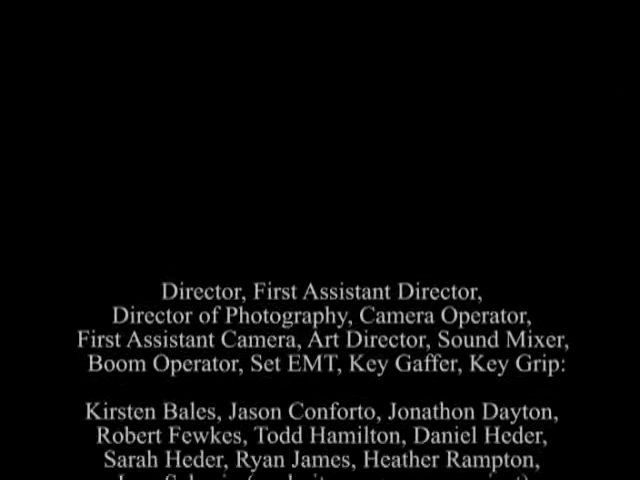 Director, First Assistant Director,
Director of Photography, Camera Operator,
First Assistant Camera, Art Director, Sound Mixer,
Boom Operator, Set EMT, Key Gaffer, Key Grip:
Kirsten Bales, Jason Conforto, Jonathon Dayton,
Robert Fewkes, Todd Hamilton, Daniel Heder,
Sarah Heder, Ryan James, Heather Rampton,